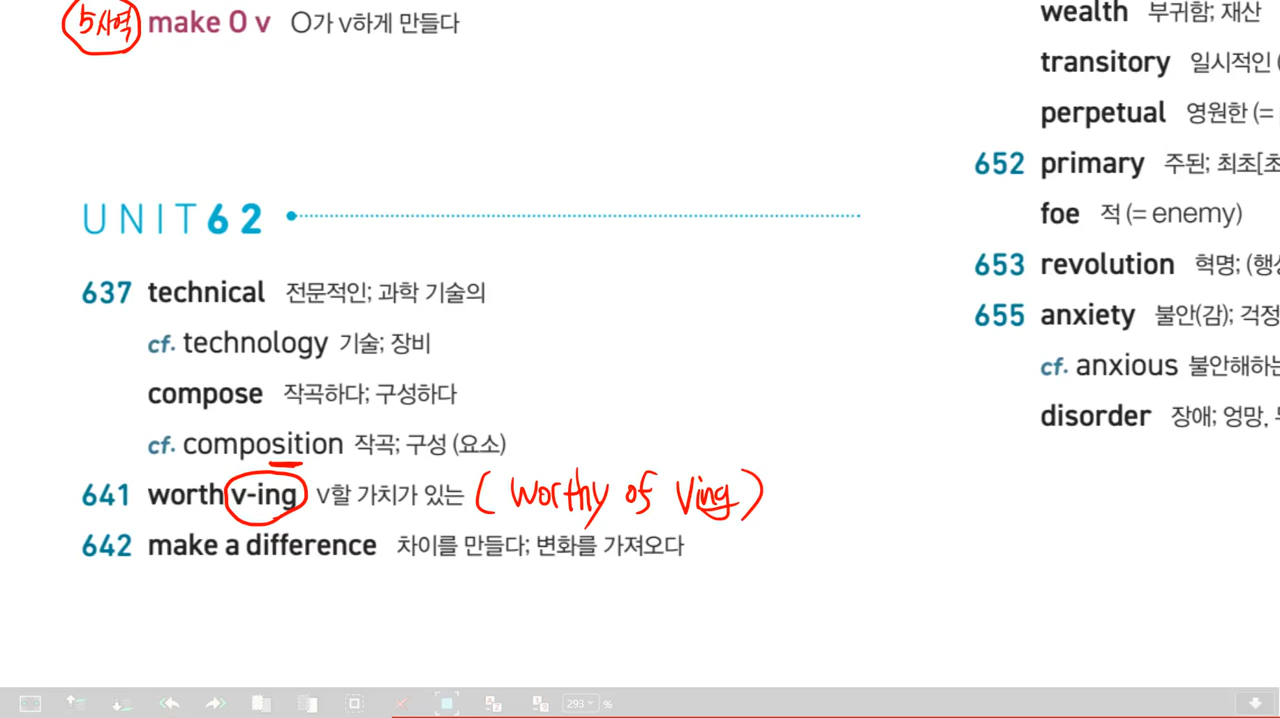 5사역 make O v O가 v하게 만들다
UNIT 62
637 technical 전문적인; 과학 기술의
cf. technology 기술; 장비
compose 작곡하다; 구성하다
cf. composition 작곡; 구성 (요소)
641 worth v-ing v할 가치가 있는 ( worthy of Ving )
642 make a difference 차이를 만들다; 변화를 가져오다
wealth 부귀함; 재산
transitory 일시적인 (
perpetual 영원한 (=
652 primary 주된; 최초[초
foe 적 (= enemy)
653 revolution 혁명; (행성
655 anxiety 불안(감); 걱정
cf. anxious 불안해하는
disorder 장애; 엉망,
293 %